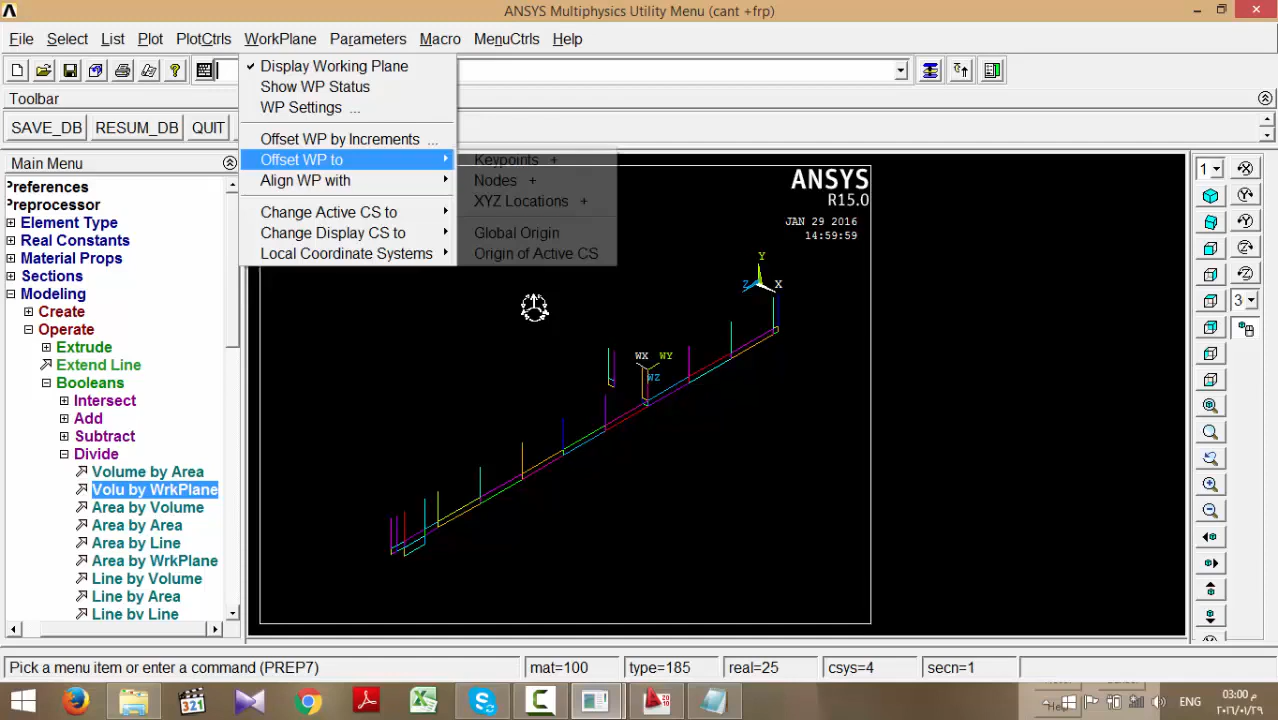 ANSYS Multiphysics Utility Menu (cant +frp)
File Select List Plot PlotCtrls WorkPlane Parameters Macro MenuCtrls Help
Display Working Plane
Show WP Status
WP Settings ...
Offset WP by Increments ...
Offset WP to
Align WP with
Change Active CS to
Change Display CS to
Local Coordinate Systems
Keypoints +
Nodes +
XYZ Locations +
Global Origin
Origin of Active CS
Toolbar
SAVE_DB RESUM_DB QUIT
Main Menu
Preferences
Preprocessor
Element Type
Real Constants
Material Props
Sections
Modeling
Create
Operate
Extrude
Extend Line
Booleans
Intersect
Add
Subtract
Divide
Volume by Area
Volu by WrkPlane
Area by Volume
Area by Area
Area by Line
Area by WrkPlane
Line by Volume
Line by Area
Line by Line
ANSYS
R15.0
JAN 29 2016
14:59:59
Y
Z X
WX WY
WZ
1
3
Pick a menu item or enter a command (PREP7) mat=100 type=185 real=25 csys=4 secn=1
321
ENG
03:00 م
٢٠١٦/٠١/٢٩